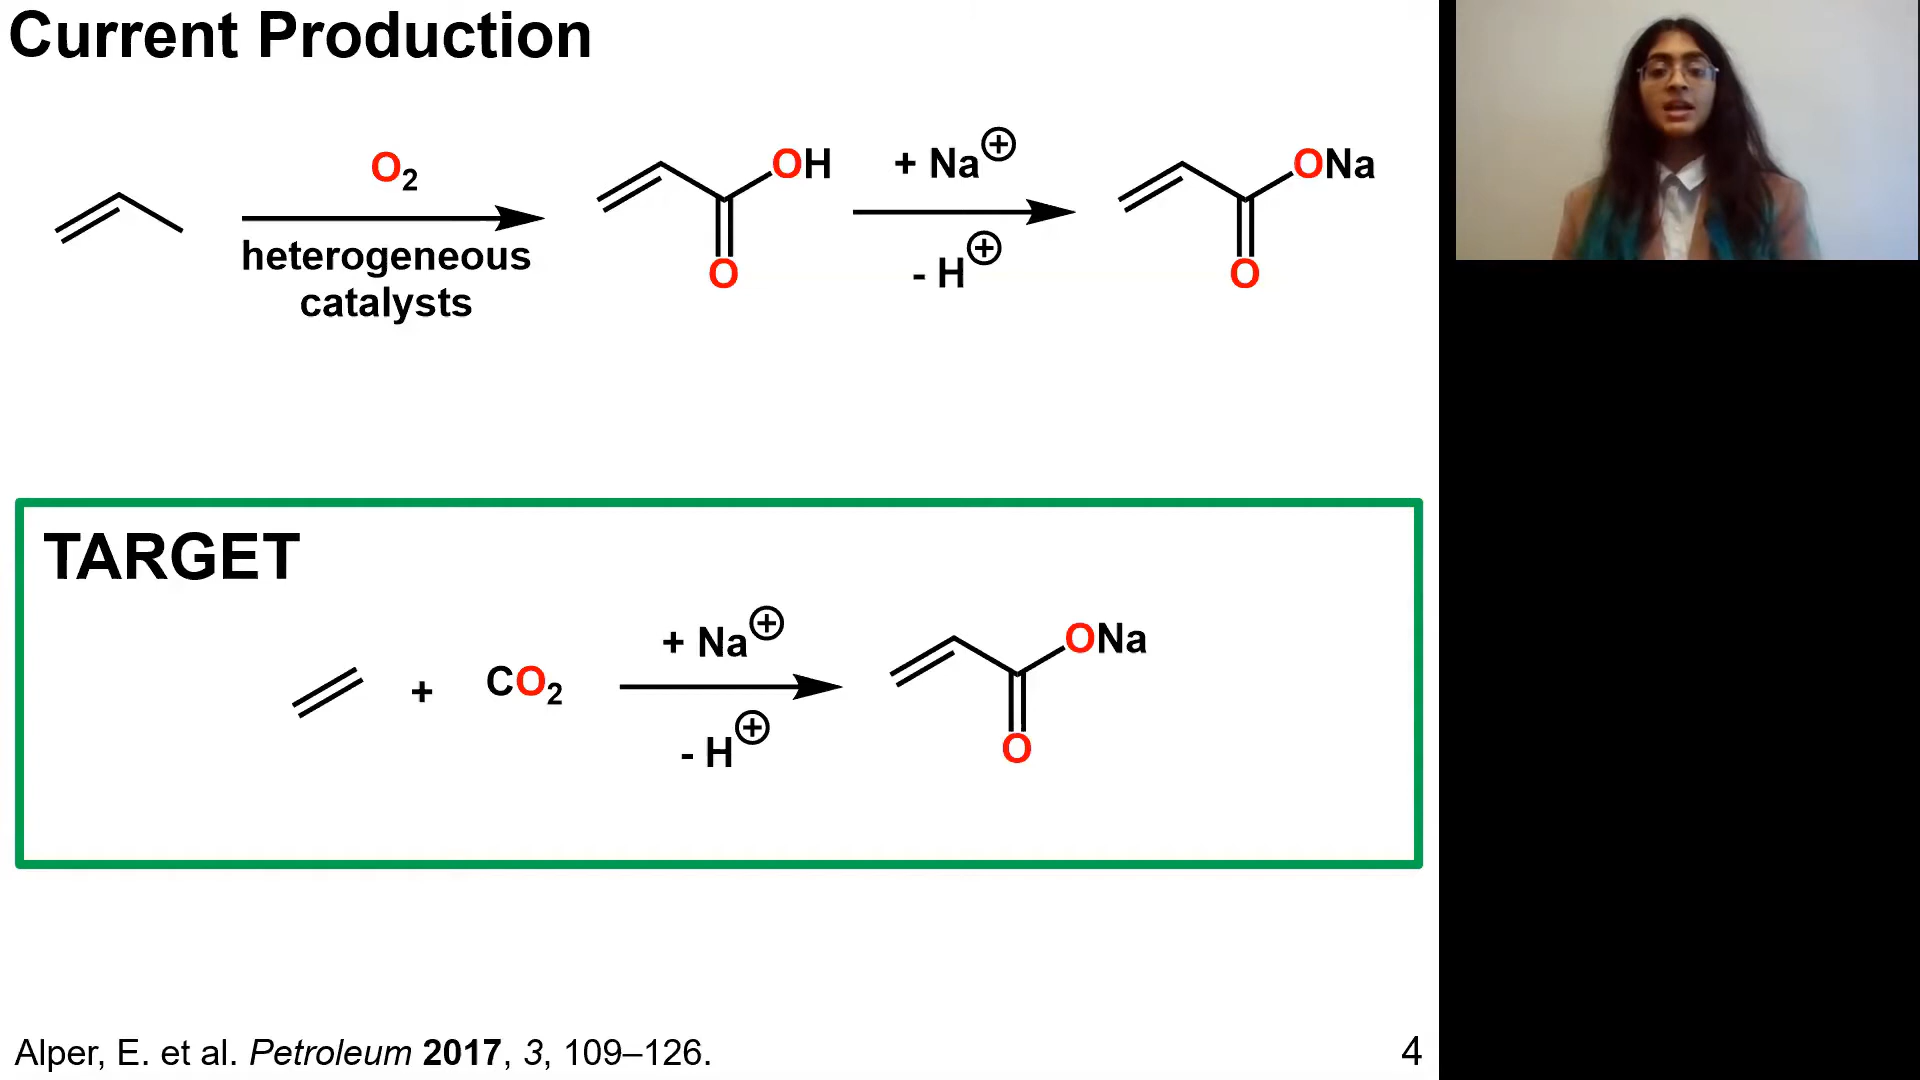 Current Production
O2
heterogeneous
catalysts
OH
O
+ Na⊕
- H⊕
ONa
O
TARGET
+ CO2
+ Na⊕
- H⊕
ONa
O
Alper, E. et al. Petroleum 2017, 3, 109–126.
4